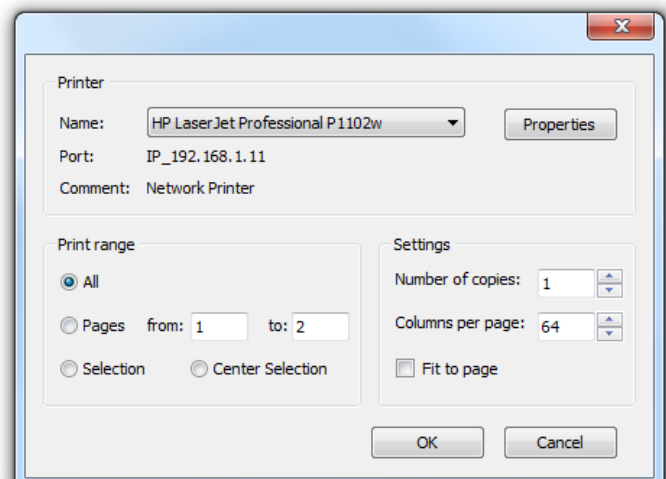 Printer
Name: HP LaserJet Professional P1102w Properties
Port: IP_192.168.1.11
Comment: Network Printer
Print range
All
Pages from: 1 to: 2
Selection Center Selection
Settings
Number of copies: 1
Columns per page: 64
Fit to page
OK Cancel